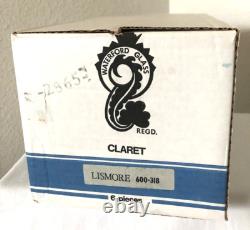 WATERFORD GLASS
REGD.
CLARET
LISMORE 600-318
6 pieces